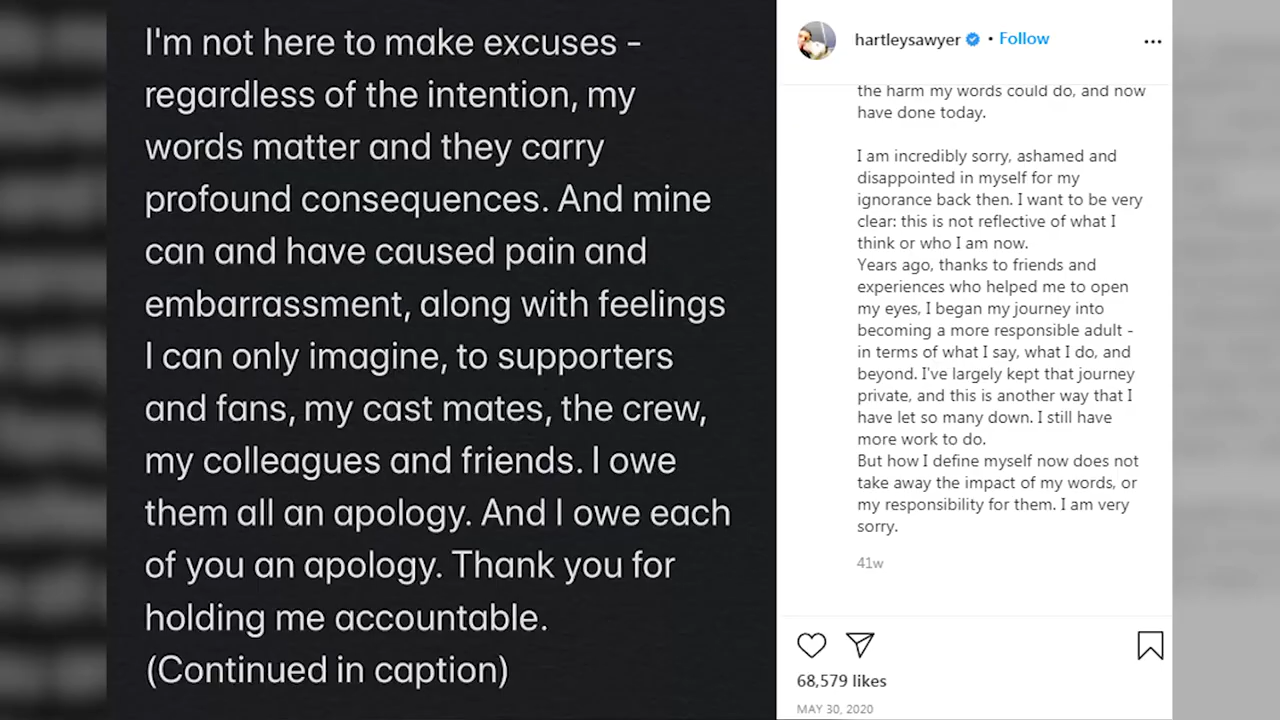 I'm not here to make excuses -
regardless of the intention, my
words matter and they carry
profound consequences. And mine
can and have caused pain and
embarrassment, along with feelings
I can only imagine, to supporters
and fans, my cast mates, the crew,
my colleagues and friends. I owe
them all an apology. And I owe each
of you an apology. Thank you for
holding me accountable.
(Continued in caption)
hartleysawyer • Follow
the harm my words could do, and now
have done today.
I am incredibly sorry, ashamed and
disappointed in myself for my
ignorance back then. I want to be very
clear: this is not reflective of what I
think or who I am now.
Years ago, thanks to friends and
experiences who helped me to open
my eyes, I began my journey into
becoming a more responsible adult -
in terms of what I say, what I do, and
beyond. I've largely kept that journey
private, and this is another way that I
have let so many down. I still have
more work to do.
But how I define myself now does not
take away the impact of my words, or
my responsibility for them. I am very
sorry.
41w
68,579 likes
MAY 30, 2020